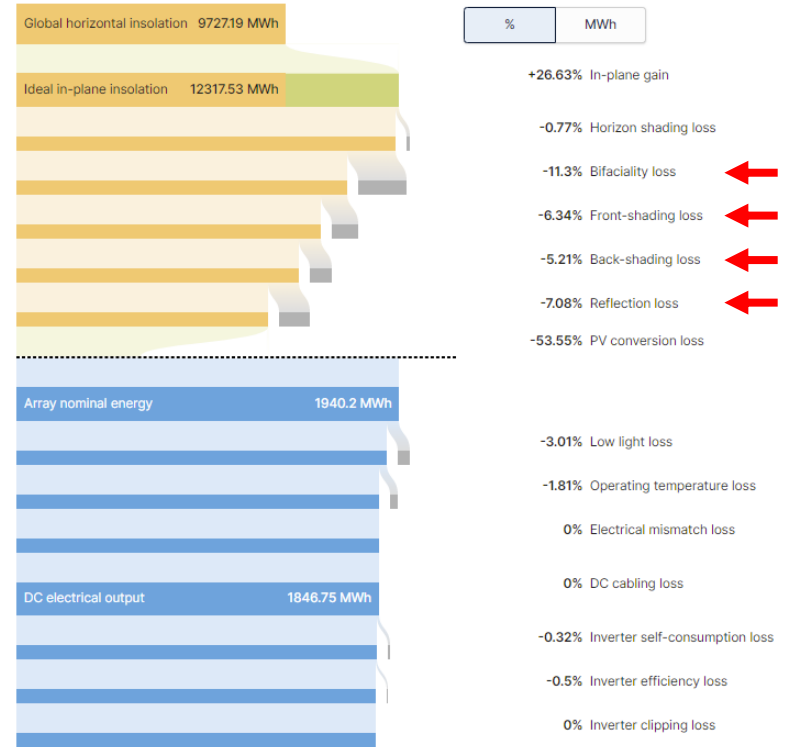 Global horizontal insolation 9727.19 MWh
% MWh
Ideal in-plane insolation 12317.53 MWh
+26.63% In-plane gain
-0.77% Horizon shading loss
-11.3% Bifaciality loss
-6.34% Front-shading loss
-5.21% Back-shading loss
-7.08% Reflection loss
-53.55% PV conversion loss
Array nominal energy 1940.2 MWh
-3.01% Low light loss
-1.81% Operating temperature loss
0% Electrical mismatch loss
0% DC cabling loss
DC electrical output 1846.75 MWh
-0.32% Inverter self-consumption loss
-0.5% Inverter efficiency loss
0% Inverter clipping loss